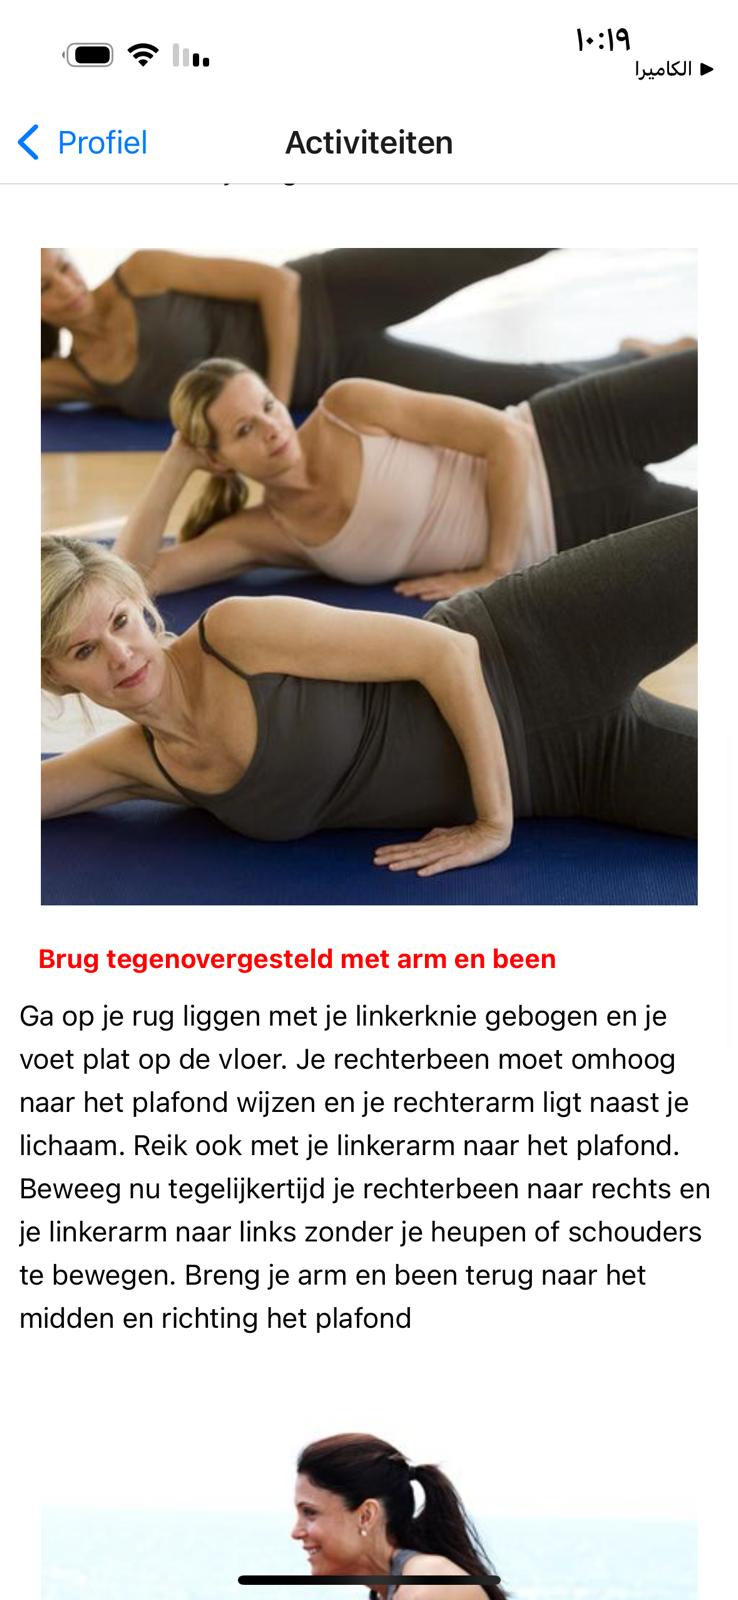 ١٠:١٩
الكاميرا ◀
Profiel
Activiteiten
Brug tegenovergesteld met arm en been
Ga op je rug liggen met je linkerknie gebogen en je
voet plat op de vloer. Je rechterbeen moet omhoog
naar het plafond wijzen en je rechterarm ligt naast je
lichaam. Reik ook met je linkerarm naar het plafond.
Beweeg nu tegelijkertijd je rechterbeen naar rechts en
je linkerarm naar links zonder je heupen of schouders
te bewegen. Breng je arm en been terug naar het
midden en richting het plafond